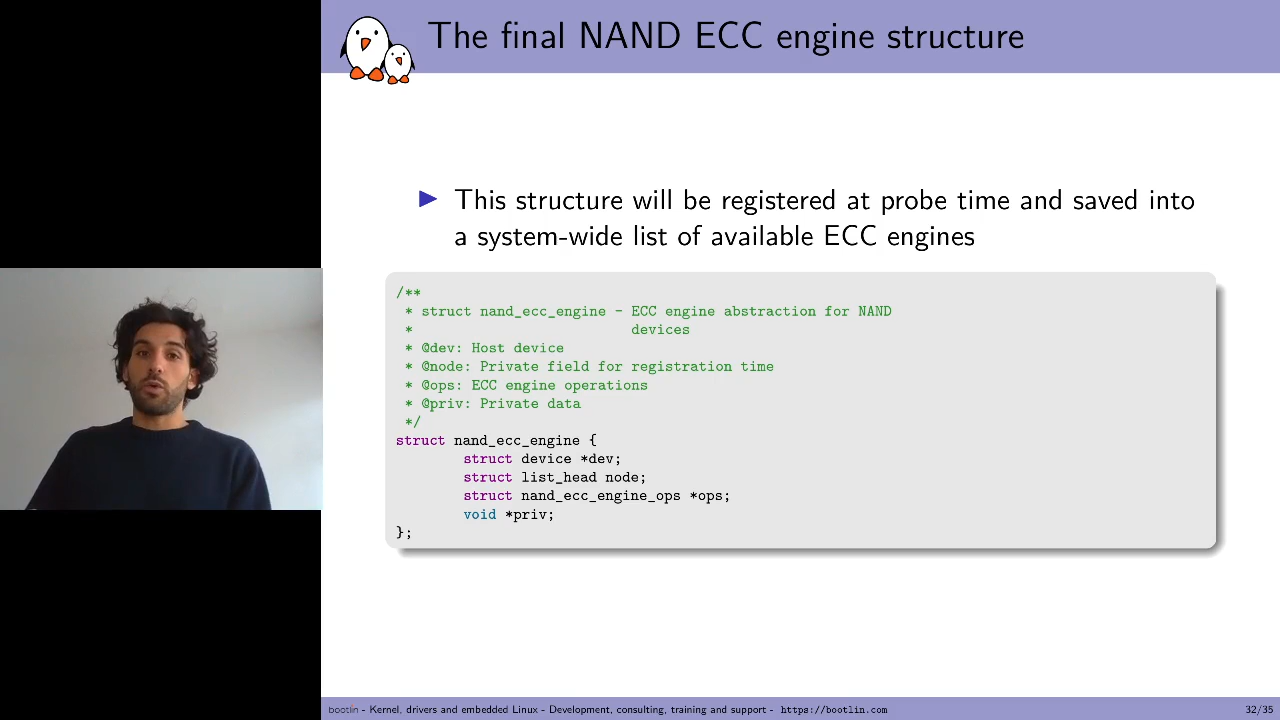 The final NAND ECC engine structure
This structure will be registered at probe time and saved into
a system-wide list of available ECC engines
/**
 * struct nand_ecc_engine - ECC engine abstraction for NAND
 *                          devices
 * @dev: Host device
 * @node: Private field for registration time
 * @ops: ECC engine operations
 * @priv: Private data
 */
struct nand_ecc_engine {
        struct device *dev;
        struct list_head node;
        struct nand_ecc_engine_ops *ops;
        void *priv;
};
bootlin - Kernel, drivers and embedded Linux - Development, consulting, training and support - https://bootlin.com
32/35